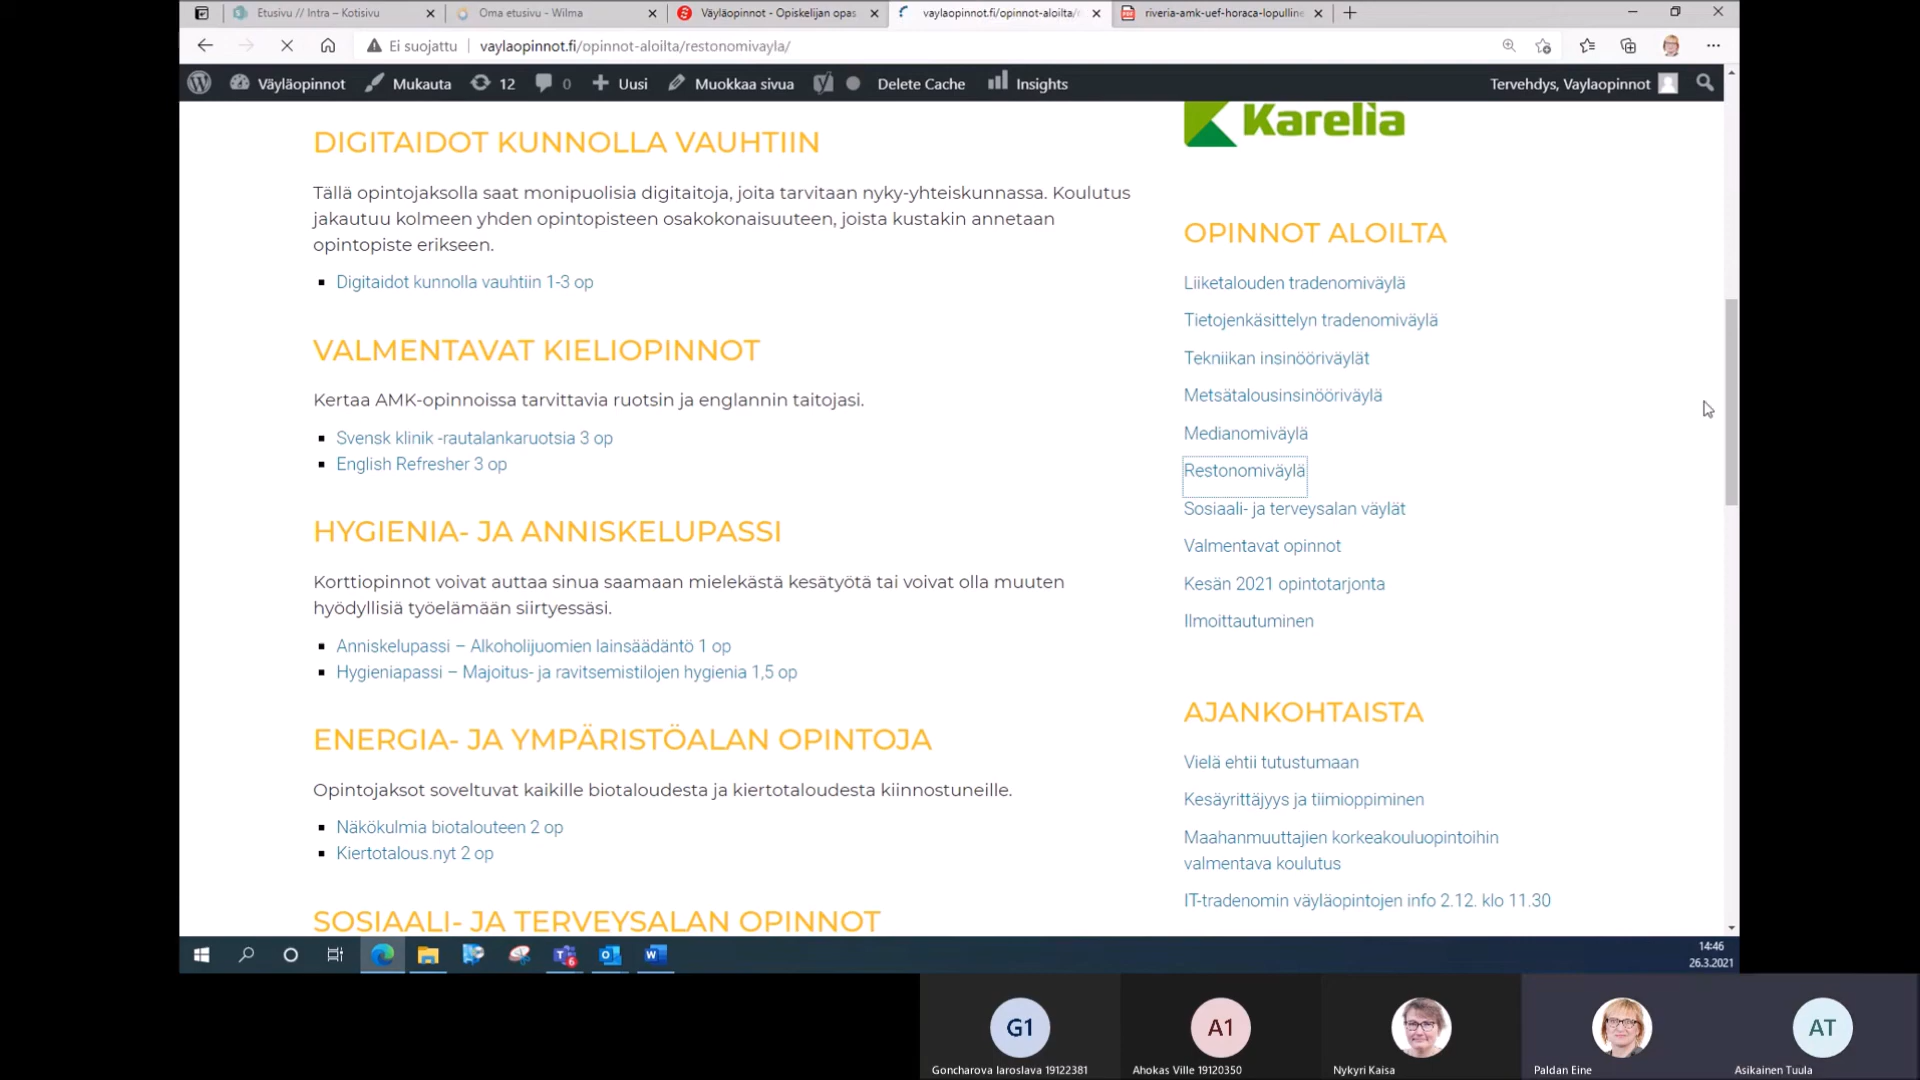 Etusivu // Intra – Kotisivu
Oma etusivu - Wilma
Väyläopinnot - Opiskelijan opas
vaylaopinnot.fi/opinnot-aloilta/r
riveria-amk-uef-horaca-lopulline
Ei suojattu
vaylaopinnot.fi/opinnot-aloilta/restonomivayla/
Väyläopinnot
Mukauta
12
0
Uusi
Muokkaa sivua
Delete Cache
Insights
Tervehdys, Vaylaopinnot
DIGITAIDOT KUNNOLLA VAUHTIIN
Tällä opintojaksolla saat monipuolisia digitaitoja, joita tarvitaan nyky-yhteiskunnassa. Koulutus
jakautuu kolmeen yhden opintopisteen osakokonaisuuteen, joista kustakin annetaan
opintopiste erikseen.
Digitaidot kunnolla vauhtiin 1-3 op
VALMENTAVAT KIELIOPINNOT
Kertaa AMK-opinnoissa tarvittavia ruotsin ja englannin taitojasi.
Svensk klinik -rautalankaruotsia 3 op
English Refresher 3 op
HYGIENIA- JA ANNISKELUPASSI
Korttiopinnot voivat auttaa sinua saamaan mielekästä kesätyötä tai voivat olla muuten
hyödyllisiä työelämään siirtyessäsi.
Anniskelupassi – Alkoholijuomien lainsäädäntö 1 op
Hygieniapassi – Majoitus- ja ravitsemistilojen hygienia 1,5 op
ENERGIA- JA YMPÄRISTÖALAN OPINTOJA
Opintojaksot soveltuvat kaikille biotaloudesta ja kiertotaloudesta kiinnostuneille.
Näkökulmia biotalouteen 2 op
Kiertotalous.nyt 2 op
SOSIAALI- JA TERVEYSALAN OPINNOT
Karelia
OPINNOT ALOILTA
Liiketalouden tradenomiväylä
Tietojenkäsittelyn tradenomiväylä
Tekniikan insinööriväylät
Metsätalousinsinööriväylä
Medianomiväylä
Restonomiväylä
Sosiaali- ja terveysalan väylät
Valmentavat opinnot
Kesän 2021 opintotarjonta
Ilmoittautuminen
AJANKOHTAISTA
Vielä ehtii tutustumaan
Kesäyrittäjyys ja tiimioppiminen
Maahanmuuttajien korkeakouluopintoihin
valmentava koulutus
IT-tradenomin väyläopintojen info 2.12. klo 11.30
14:46
26.3.2021
G1
A1
AT
Goncharova Iaroslava 19122381
Ahokas Ville 19120350
Nykyri Kaisa
Paldan Eine
Asikainen Tuula